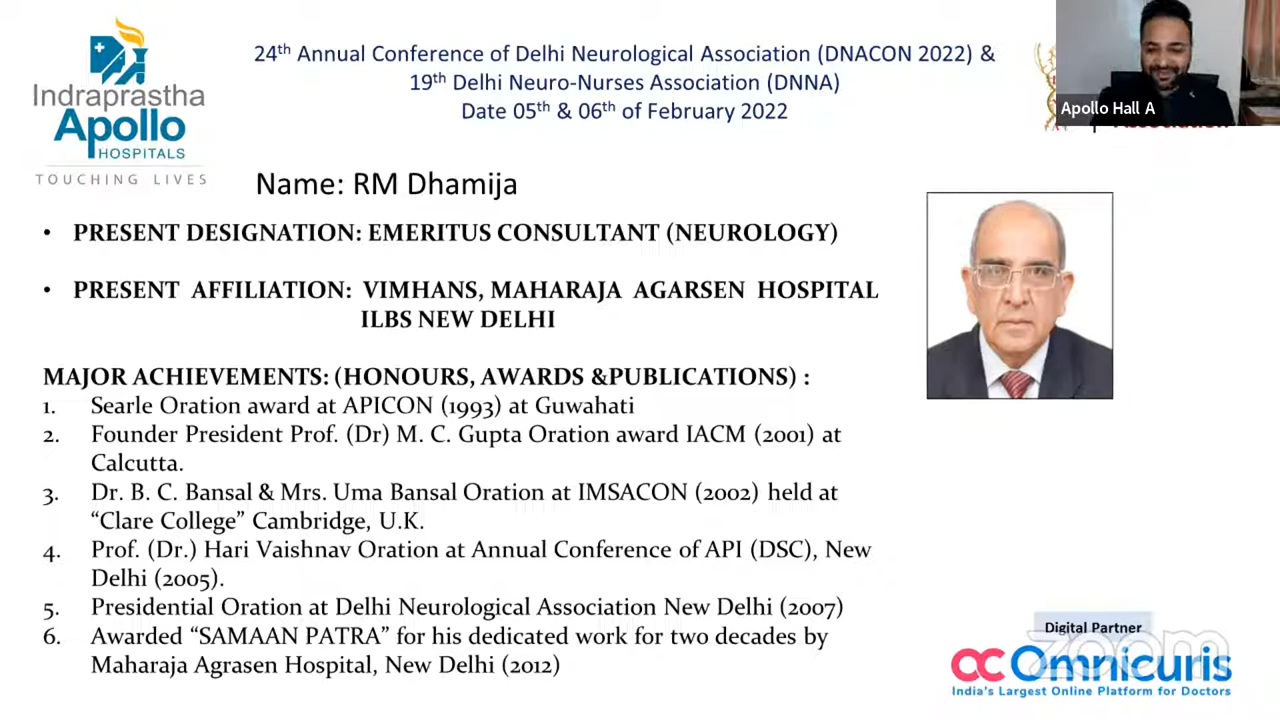 Indraprastha
Apollo
HOSPITALS
TOUCHING LIVES
24th Annual Conference of Delhi Neurological Association (DNACON 2022) &
19th Delhi Neuro-Nurses Association (DNNA)
Date 05th & 06th of February 2022
Apollo Hall A
Name: RM Dhamija
• PRESENT DESIGNATION: EMERITUS CONSULTANT (NEUROLOGY)
• PRESENT AFFILIATION: VIMHANS, MAHARAJA AGARSEN HOSPITAL
ILBS NEW DELHI
MAJOR ACHIEVEMENTS: (HONOURS, AWARDS &PUBLICATIONS) :
1. Searle Oration award at APICON (1993) at Guwahati
2. Founder President Prof. (Dr) M. C. Gupta Oration award IACM (2001) at
Calcutta.
3. Dr. B. C. Bansal & Mrs. Uma Bansal Oration at IMSACON (2002) held at
“Clare College” Cambridge, U.K.
4. Prof. (Dr.) Hari Vaishnav Oration at Annual Conference of API (DSC), New
Delhi (2005).
5. Presidential Oration at Delhi Neurological Association New Delhi (2007)
6. Awarded “SAMAAN PATRA” for his dedicated work for two decades by
Maharaja Agrasen Hospital, New Delhi (2012)
Digital Partner
zoom
Omnicuris
India's Largest Online Platform for Doctors